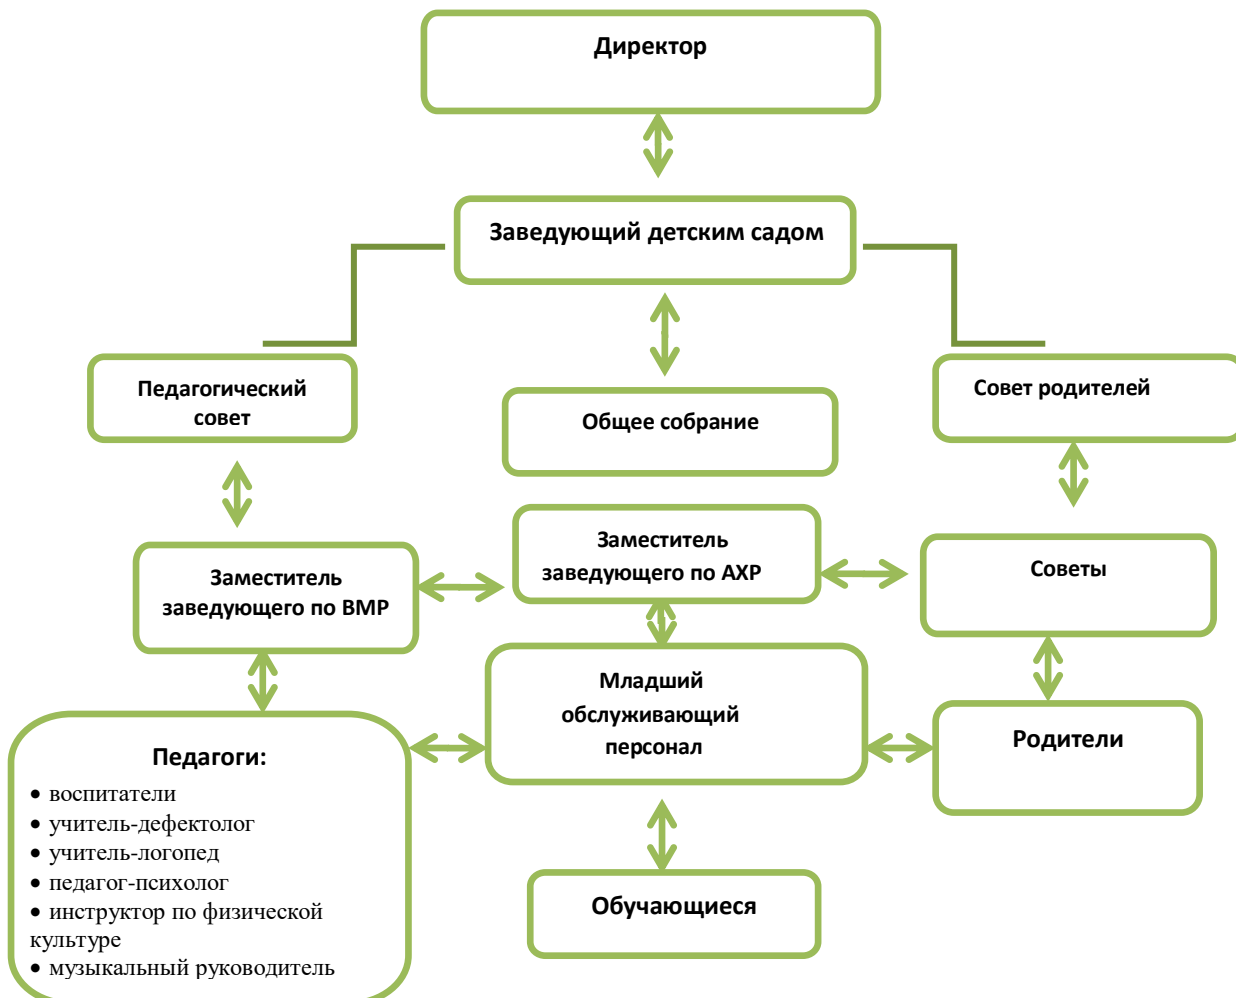 Директор
Заведующий детским садом
Педагогический
совет
Общее собрание
Совет родителей
Заместитель
заведующего по ВМР
Заместитель
заведующего по АХР
Советы
Педагоги:
• воспитатели
• учитель-дефектолог
• учитель-логопед
• педагог-психолог
• инструктор по физической
культуре
• музыкальный руководитель
Младший
обслуживающий
персонал
Родители
Обучающиеся